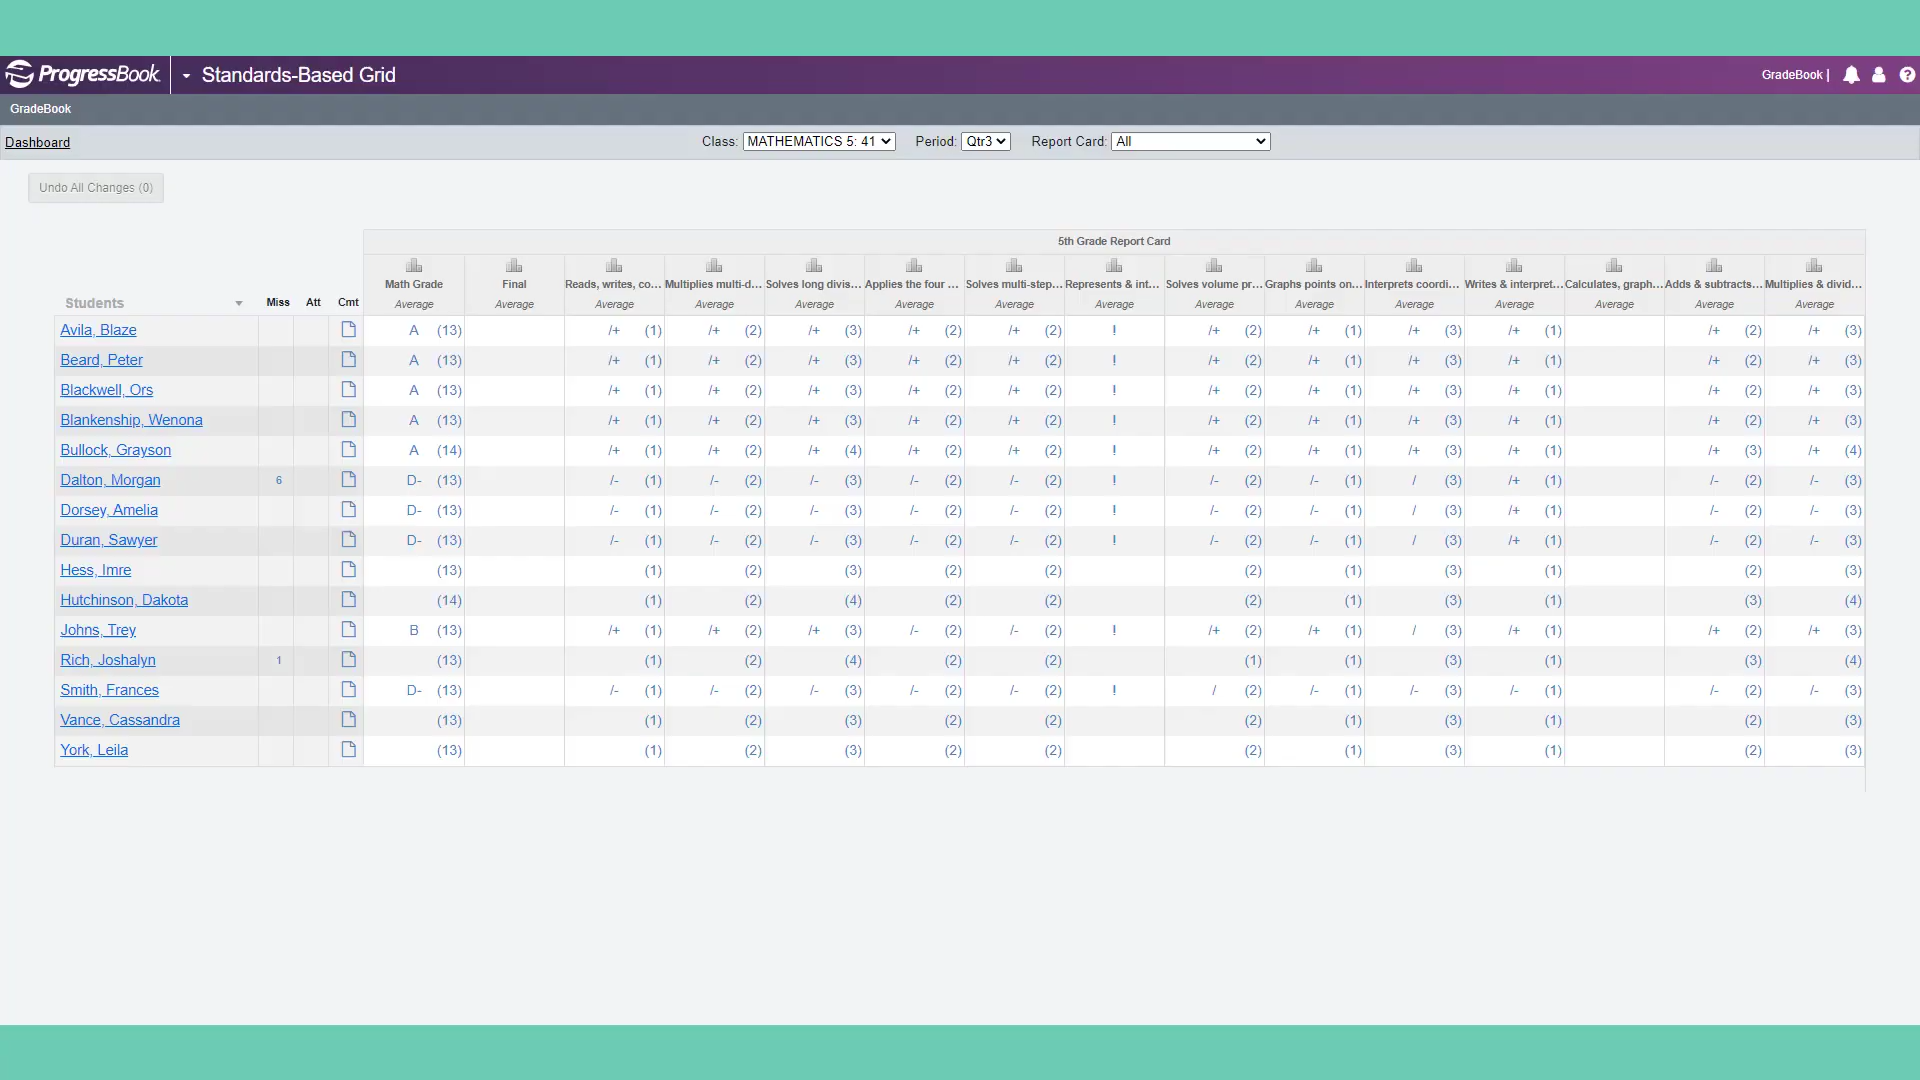 ProgressBook Standards-Based Grid GradeBook |
GradeBook
Dashboard Class: MATHEMATICS 5: 41 Period: Qtr3 Report Card: All
Undo All Changes (0)
5th Grade Report Card
Students Miss Att Cmt Math Grade Final Reads, writes, co... Multiplies multi-d... Solves long divis... Applies the four ... Solves multi-step... Represents & int... Solves volume pr... Graphs points on... Interprets coordi... Writes & interpret... Calculates, graph... Adds & subtracts... Multiplies & divid...
Average Average Average Average Average Average Average Average Average Average Average Average Average Average Average
Avila, Blaze A (13) /+ (1) /+ (2) /+ (3) /+ (2) /+ (2) ! /+ (2) /+ (1) /+ (3) /+ (1) /+ (2) /+ (3)
Beard, Peter A (13) /+ (1) /+ (2) /+ (3) /+ (2) /+ (2) ! /+ (2) /+ (1) /+ (3) /+ (1) /+ (2) /+ (3)
Blackwell, Ors A (13) /+ (1) /+ (2) /+ (3) /+ (2) /+ (2) ! /+ (2) /+ (1) /+ (3) /+ (1) /+ (2) /+ (3)
Blankenship, Wenona A (13) /+ (1) /+ (2) /+ (3) /+ (2) /+ (2) ! /+ (2) /+ (1) /+ (3) /+ (1) /+ (2) /+ (3)
Bullock, Grayson A (14) /+ (1) /+ (2) /+ (4) /+ (2) /+ (2) ! /+ (2) /+ (1) /+ (3) /+ (1) /+ (3) /+ (4)
Dalton, Morgan 6 D- (13) /- (1) /- (2) /- (3) /- (2) /- (2) ! /- (2) /- (1) / (3) /+ (1) /- (2) /- (3)
Dorsey, Amelia D- (13) /- (1) /- (2) /- (3) /- (2) /- (2) ! /- (2) /- (1) / (3) /+ (1) /- (2) /- (3)
Duran, Sawyer D- (13) /- (1) /- (2) /- (3) /- (2) /- (2) ! /- (2) /- (1) / (3) /+ (1) /- (2) /- (3)
Hess, Imre (13) (1) (2) (3) (2) (2) (2) (1) (3) (1) (2) (3)
Hutchinson, Dakota (14) (1) (2) (4) (2) (2) (2) (1) (3) (1) (3) (4)
Johns, Trey B (13) /+ (1) /+ (2) /+ (3) /- (2) /- (2) ! /+ (2) /+ (1) / (3) /+ (1) /+ (2) /+ (3)
Rich, Joshalyn 1 (13) (1) (2) (4) (2) (2) (1) (1) (3) (1) (3) (4)
Smith, Frances D- (13) /- (1) /- (2) /- (3) /- (2) /- (2) ! / (2) /- (1) /- (3) /- (1) /- (2) /- (3)
Vance, Cassandra (13) (1) (2) (3) (2) (2) (2) (1) (3) (1) (2) (3)
York, Leila (13) (1) (2) (3) (2) (2) (2) (1) (3) (1) (2) (3)